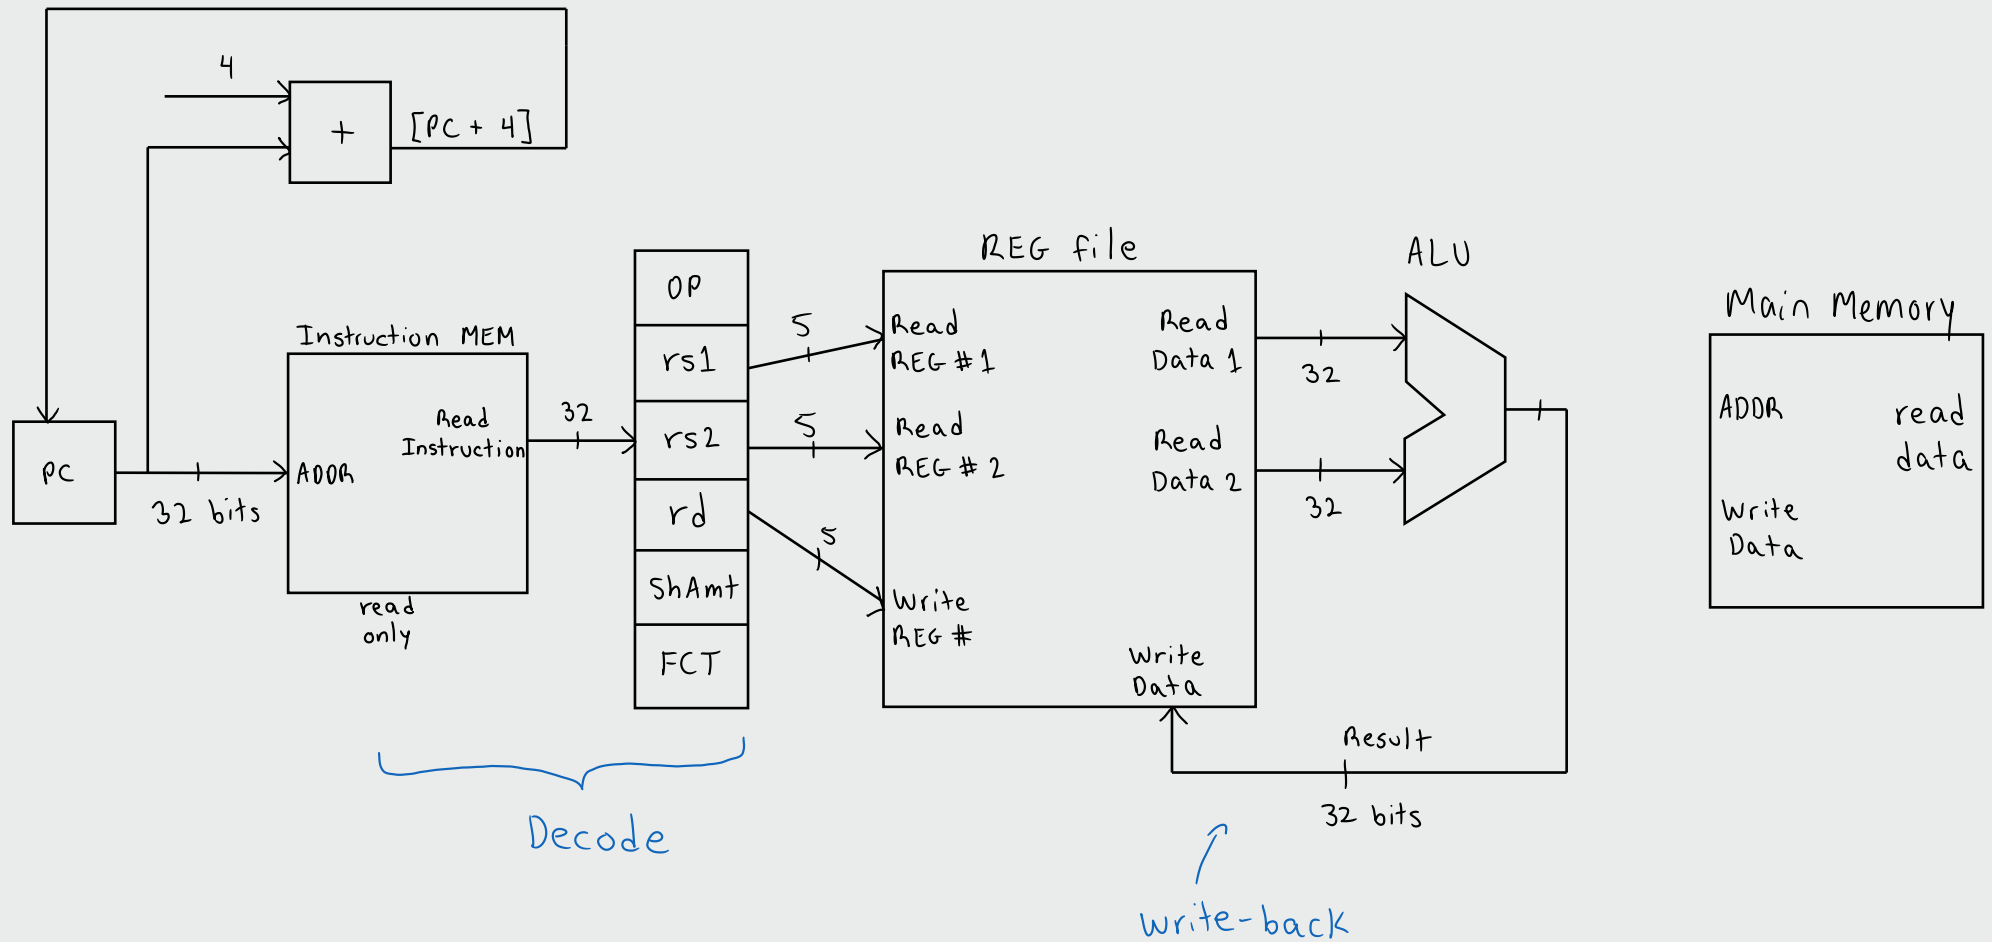 4
+
[PC + 4]
PC
32 bits
Instruction MEM
ADDR
Read
Instruction
read
only
32
OP
rs1
rs2
rd
ShAmt
FCT
5
5
5
REG file
Read
REG # 1
Read
REG # 2
Write
REG #
Read
Data 1
Read
Data 2
Write
Data
32
32
ALU
Result
32 bits
Main Memory
ADDR
read
data
Write
Data
Decode
write-back